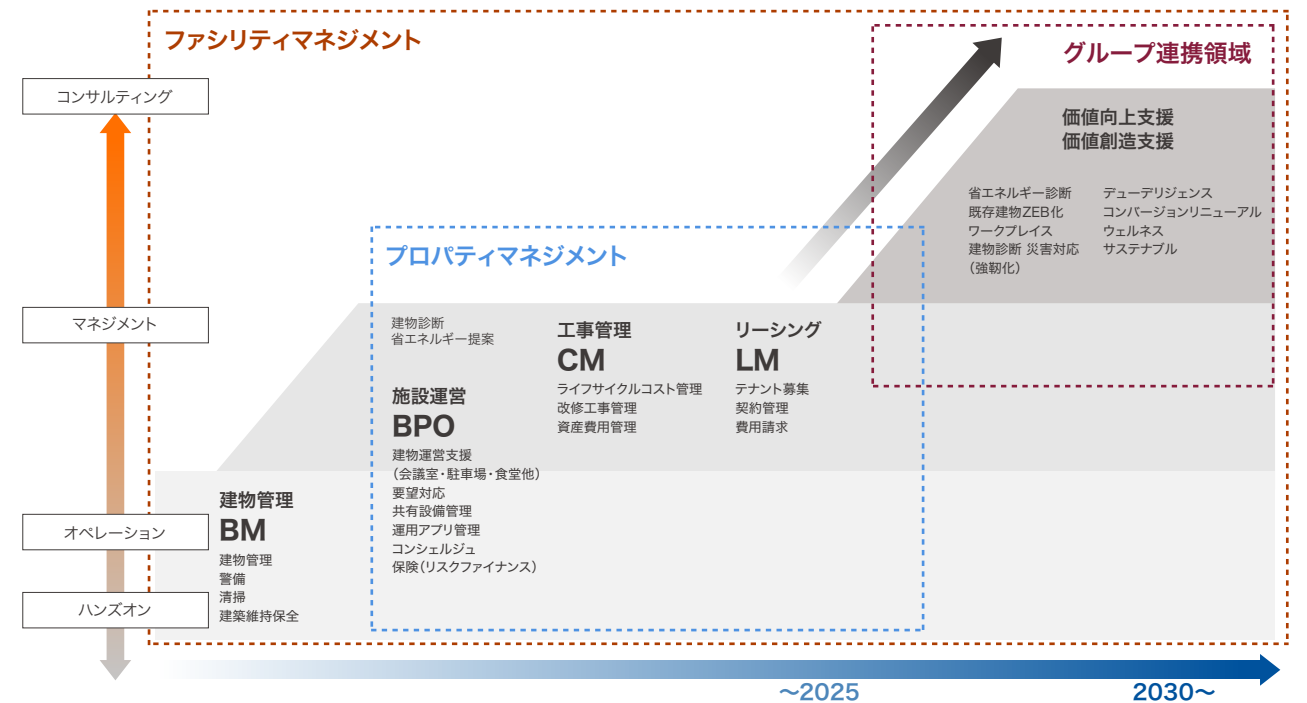 ファシリティマネジメント
グループ連携領域
コンサルティング
マネジメント
オペレーション
ハンズオン
価値向上支援
価値創造支援
省エネルギー診断
既存建物ZEB化
ワークプレイス
建物診断 災害対応
（強靭化）
デューデリジェンス
コンバージョンリニューアル
ウェルネス
サステナブル
プロパティマネジメント
建物診断
省エネルギー提案
施設運営
BPO
建物運営支援
（会議室・駐車場・食堂他）
要望対応
共有設備管理
運用アプリ管理
コンシェルジュ
保険（リスクファイナンス）
工事管理
CM
ライフサイクルコスト管理
改修工事管理
資産費用管理
リーシング
LM
テナント募集
契約管理
費用請求
建物管理
BM
建物管理
警備
清掃
建築維持保全
〜2025
2030〜